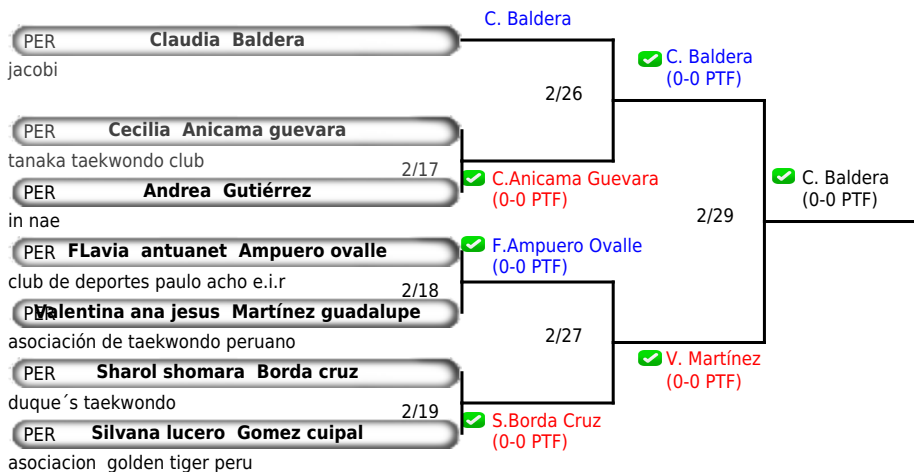 C. Baldera
PER Claudia Baldera
jacobi
C. Baldera
(0-0 PTF)
2/26
PER Cecilia Anicama guevara
tanaka taekwondo club
2/17
C.Anicama Guevara
(0-0 PTF)
C. Baldera
(0-0 PTF)
PER Andrea Gutiérrez
in nae
2/29
PER FLavia antuanet Ampuero ovalle
F.Ampuero Ovalle
(0-0 PTF)
club de deportes paulo acho e.i.r
2/18
PER Valentina ana jesus Martínez guadalupe
asociación de taekwondo peruano
2/27
V. Martínez
(0-0 PTF)
PER Sharol shomara Borda cruz
duque´s taekwondo
2/19
S.Borda Cruz
(0-0 PTF)
PER Silvana lucero Gomez cuipal
asociacion golden tiger peru